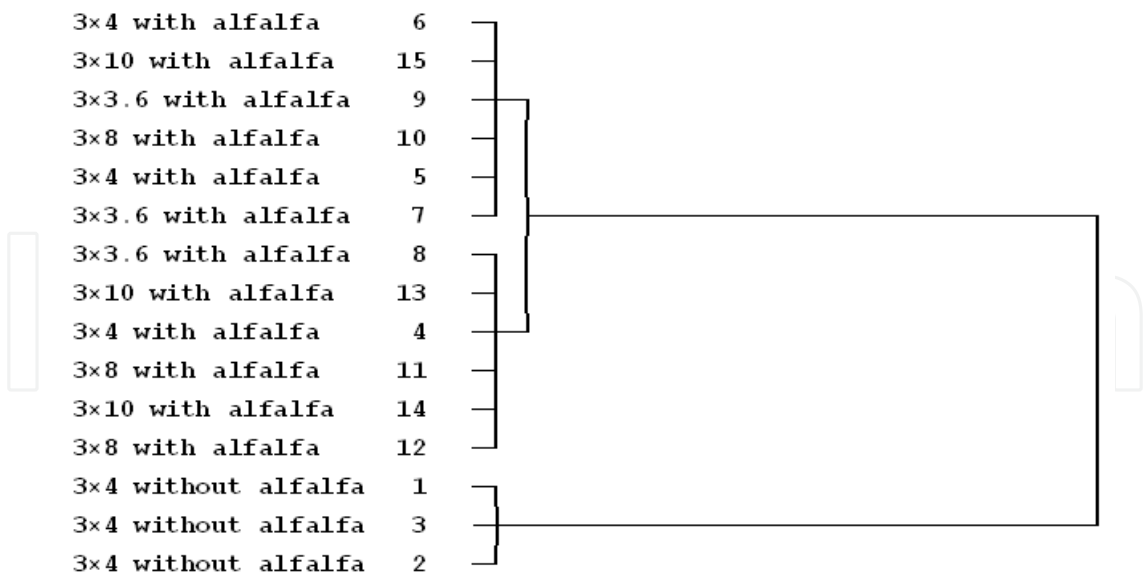 3×4 with alfalfa 6
3×10 with alfalfa 15
3×3.6 with alfalfa 9
3×8 with alfalfa 10
3×4 with alfalfa 5
3×3.6 with alfalfa 7
3×3.6 with alfalfa 8
3×10 with alfalfa 13
3×4 with alfalfa 4
3×8 with alfalfa 11
3×10 with alfalfa 14
3×8 with alfalfa 12
3×4 without alfalfa 1
3×4 without alfalfa 3
3×4 without alfalfa 2